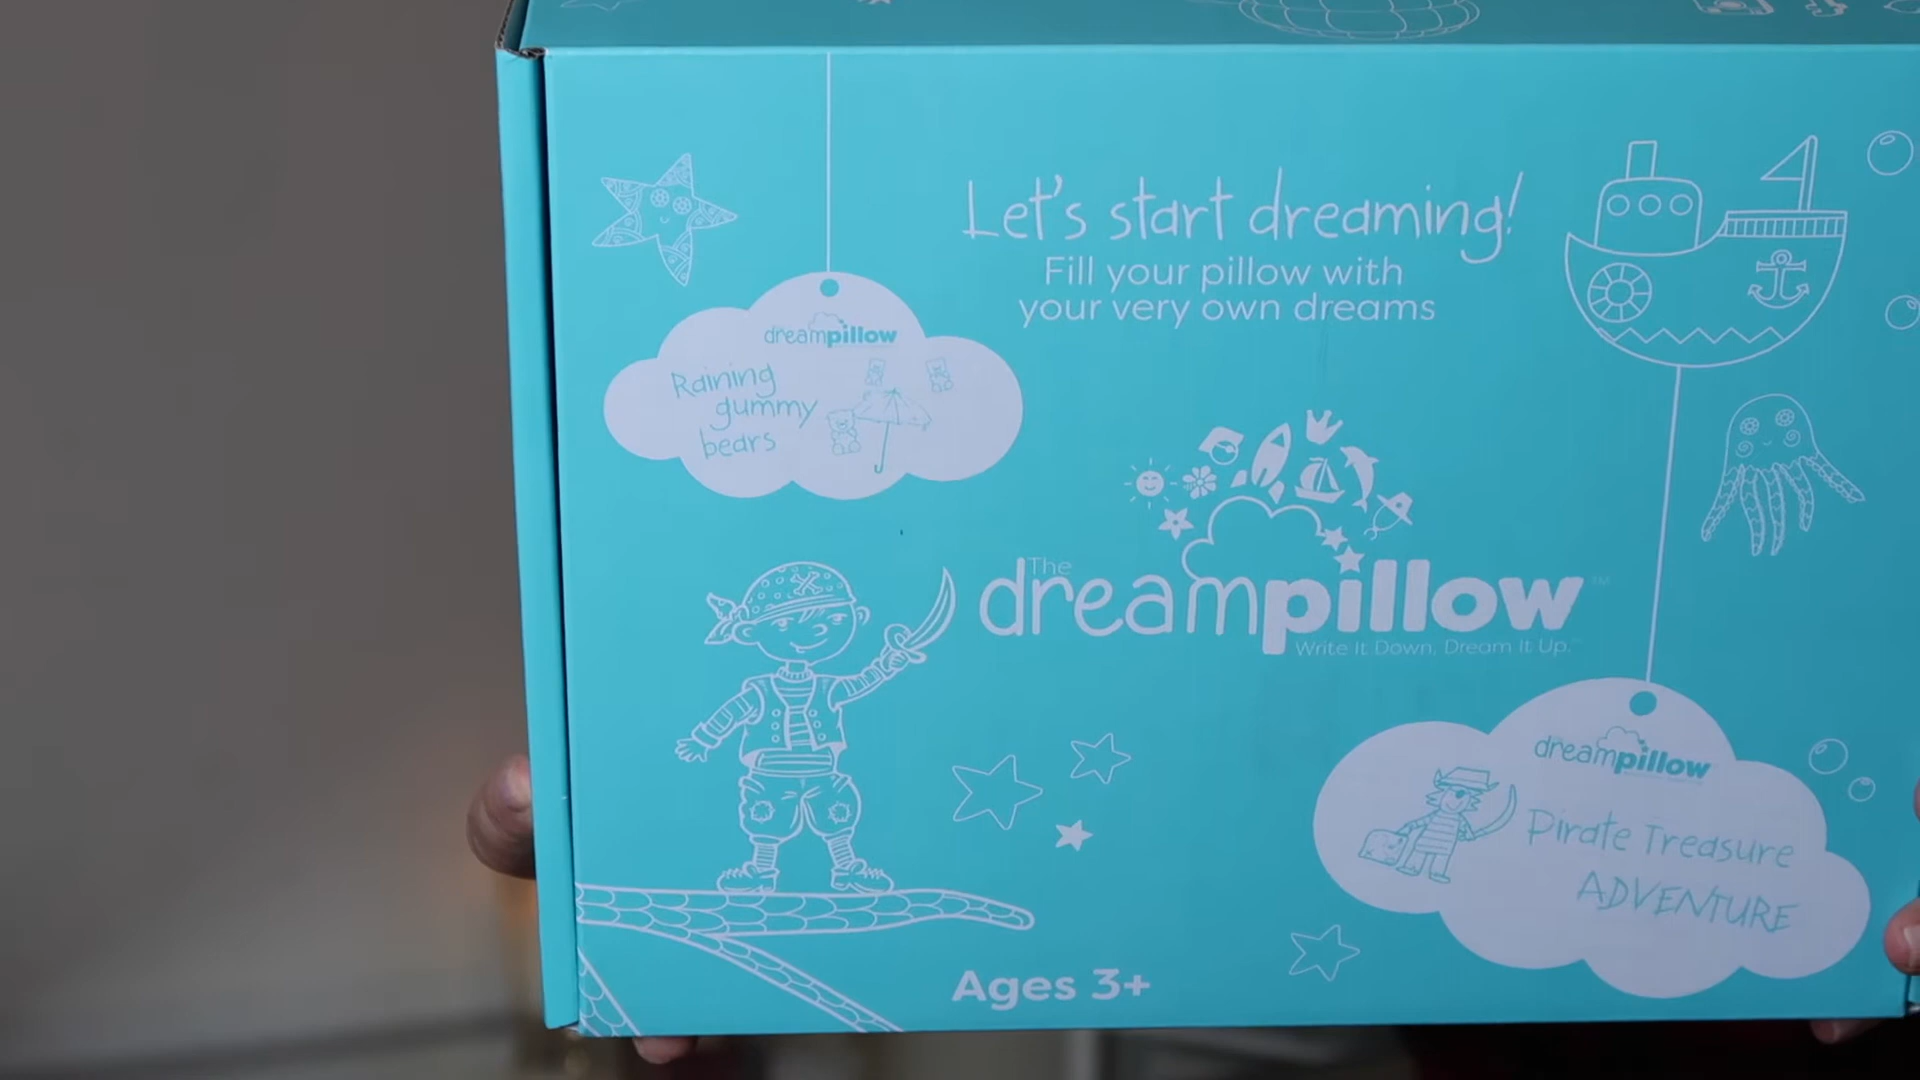 Let's start dreaming!
Fill your pillow with
your very own dreams
dreampillow
Raining
gummy
bears
The
dreampillow™
Write It Down, Dream It Up.
dreampillow
Pirate Treasure
ADVENTURE
Ages 3+